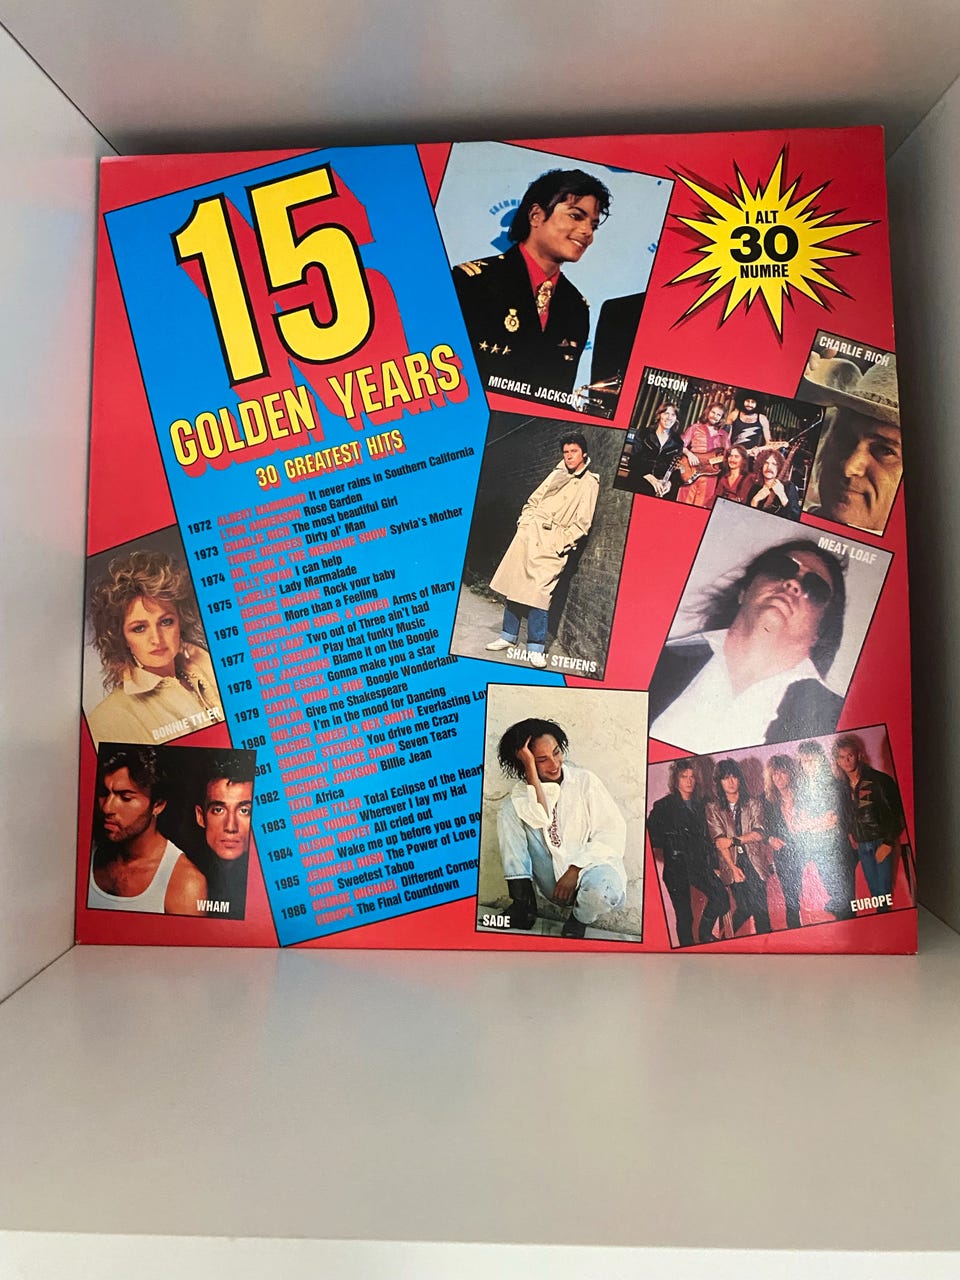 15
GOLDEN YEARS
30 GREATEST HITS
1972 ALBERT HAMMOND It never rains in Southern California
LYNN ANDERSON Rose Garden
1973 CHARLIE RICH The most beautiful Girl
THREE DEGREES Dirty ol' Man
1974 DR. HOOK & THE MEDICINE SHOW Sylvia's Mother
BILLY SWAN I can help
1975 LaBELLE Lady Marmalade
GEORGE McCRAE Rock your baby
1976 BOSTON More than a Feeling
SUTHERLAND BROS. & QUIVER Arms of Mary
1977 MEAT LOAF Two out of Three ain't bad
WILD CHERRY Play that funky Music
1978 THE JACKSONS Blame it on the Boogie
DAVID ESSEX Gonna make you a star
1979 EARTH, WIND & FIRE Boogie Wonderland
SAILOR Give me Shakespeare
1980 NOLANS I'm in the mood for Dancing
RACHEL SWEET & REX SMITH Everlasting Lo
981 SHAKIN' STEVENS You drive me Crazy
GOOMBAY DANCE BAND Seven Tears
1982 MICHAEL JACKSON Billie Jean
TOTO Africa
1983 BONNIE TYLER Total Eclipse of the Heart
PAUL YOUNG Wherever I lay my Hat
1984 ALISON MOYET All cried out
WHAM Wake me up before you go go
1985 JENNIFER RUSH The Power of Love
SADE Sweetest Taboo
1986 GEORGE MICHAEL Different Corner
EUROPE The Final Countdown
MICHAEL JACKSON
I ALT
30
NUMRE
CHARLIE RICH
BOSTON
SHAKIN' STEVENS
MEAT LOAF
BONNIE TYLER
WHAM
SADE
EUROPE